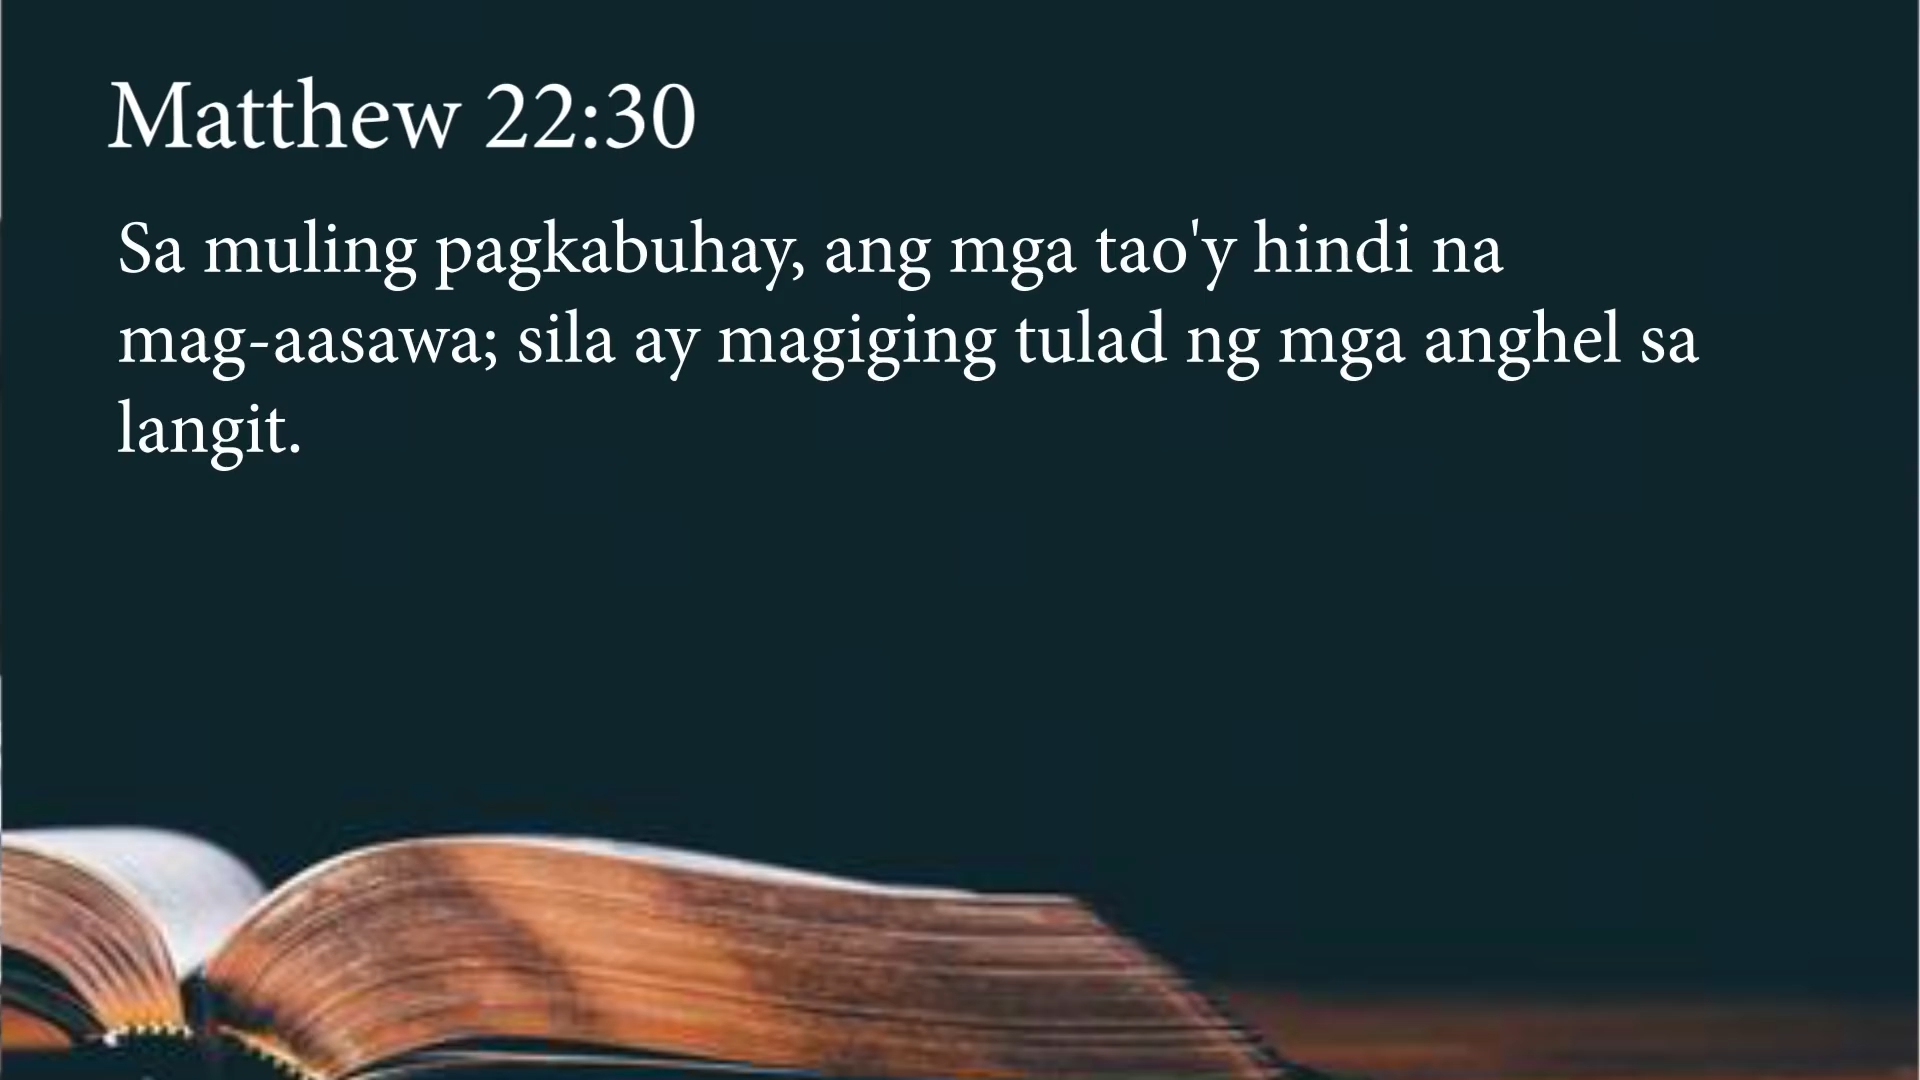 Matthew 22:30
Sa muling pagkabuhay, ang mga tao'y hindi na
mag-aasawa; sila ay magiging tulad ng mga anghel sa
langit.